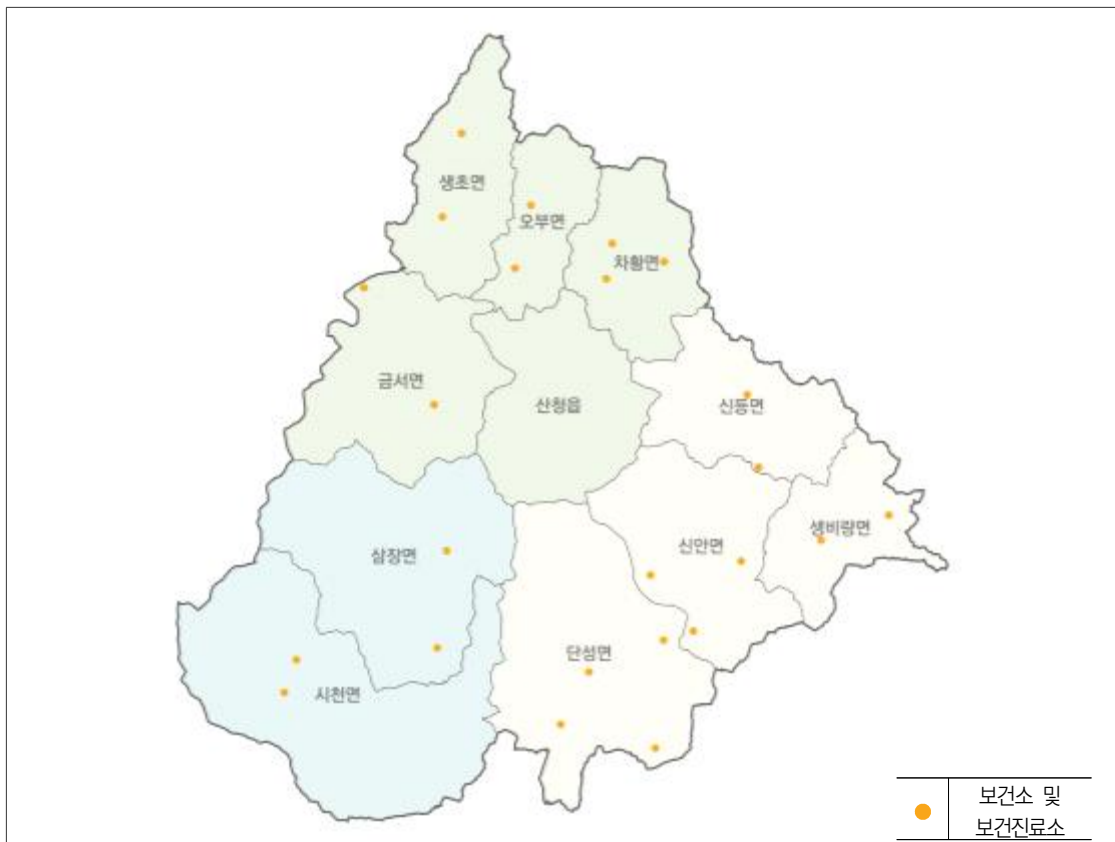 생초면
오부면
차황면
금서면
산청읍
신등면
생비량면
신안면
삼장면
단성면
시천면
보건소 및
보건진료소